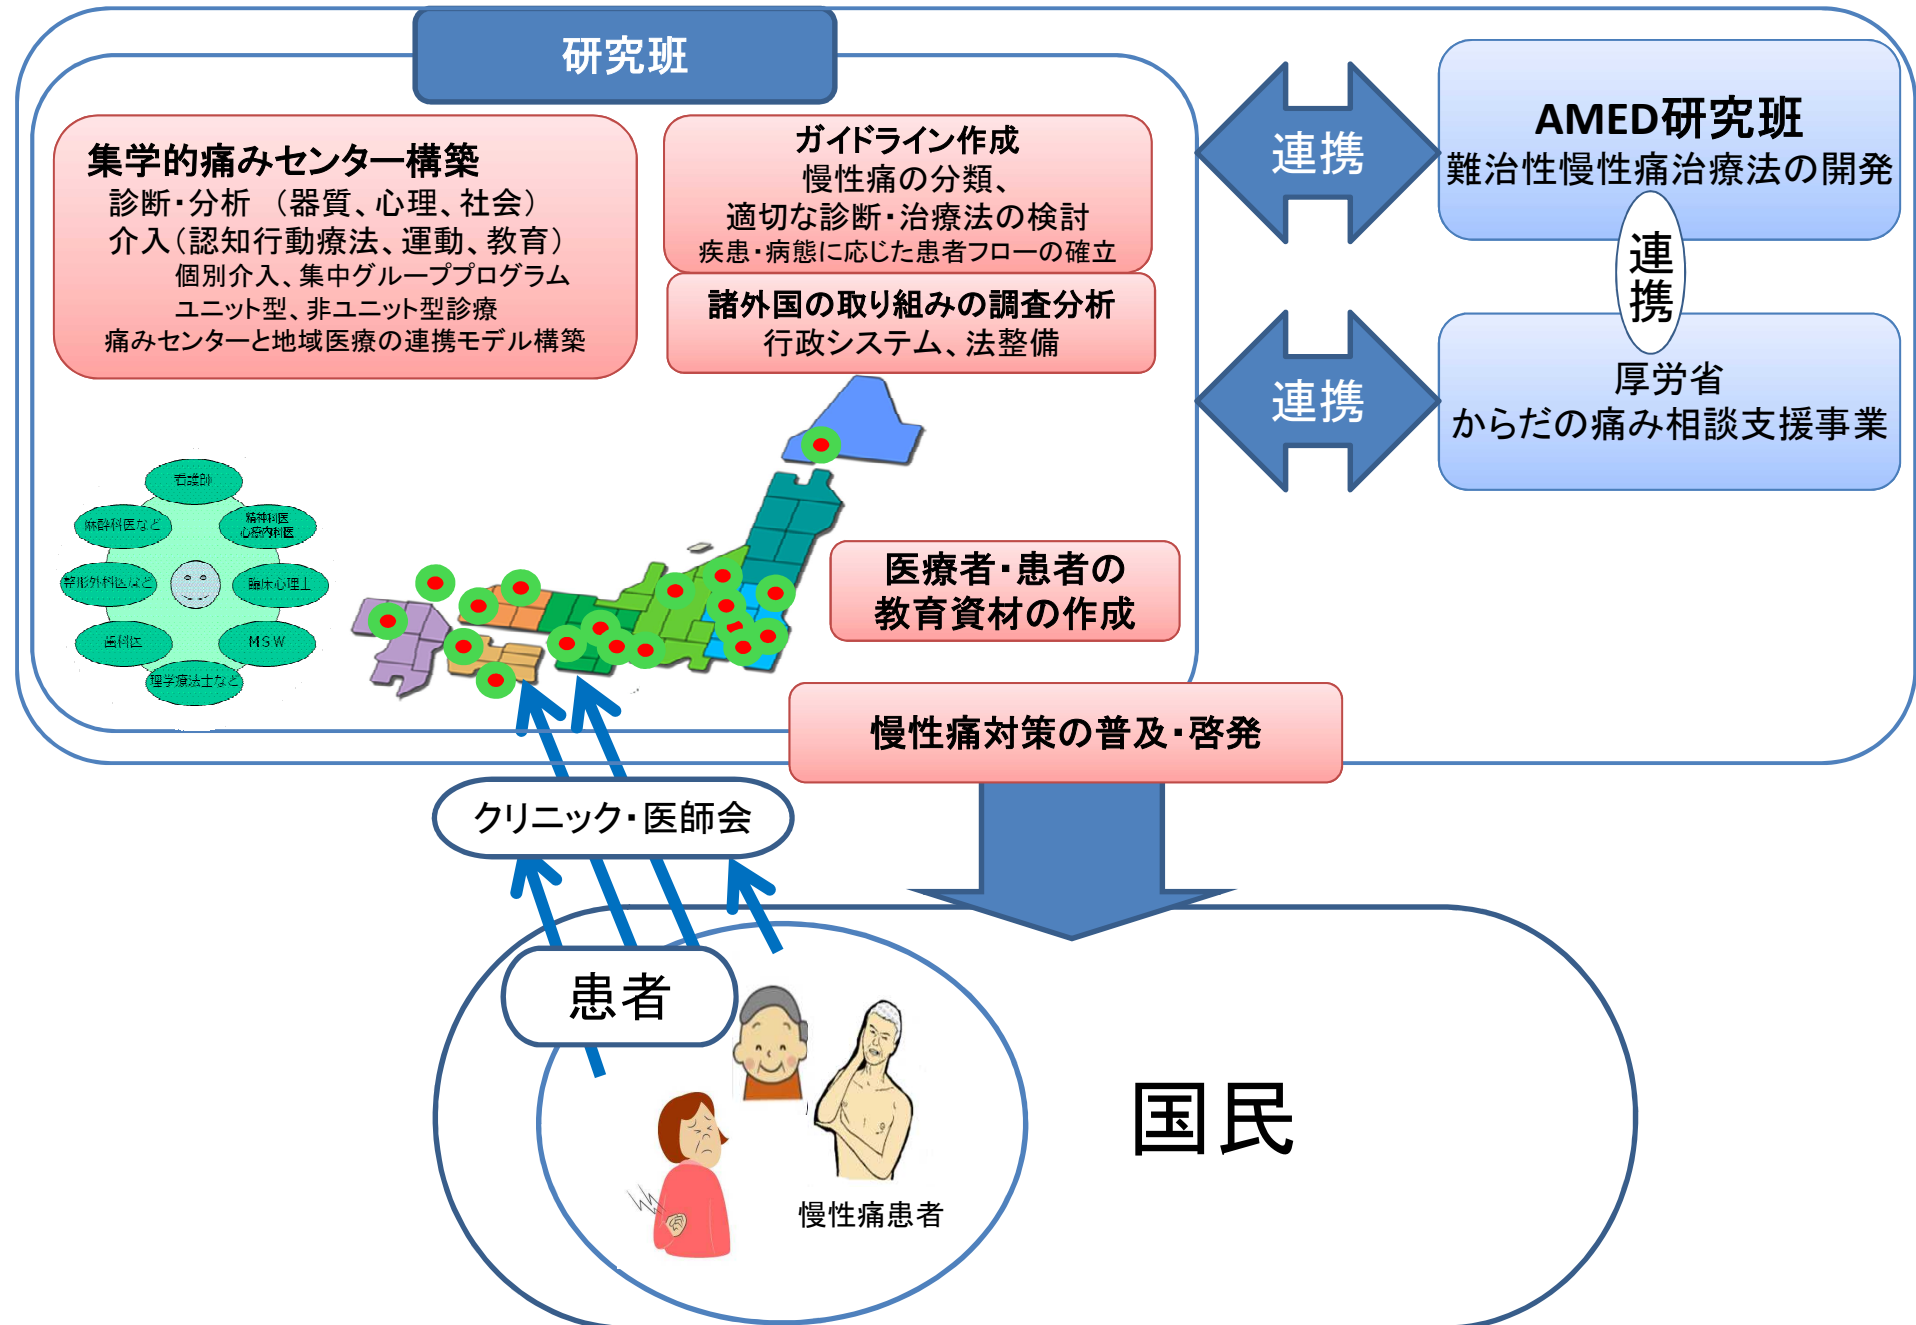 研究班
集学的痛みセンター構築
診断・分析　（器質、心理、社会）
介入（認知行動療法、運動、教育）
個別介入、集中グループプログラム
ユニット型、非ユニット型診療
痛みセンターと地域医療の連携モデル構築
ガイドライン作成
慢性痛の分類、
適切な診断・治療法の検討
疾患・病態に応じた患者フローの確立
諸外国の取り組みの調査分析
行政システム、法整備
連携
AMED研究班
難治性慢性痛治療法の開発
連携
連携
厚労省
からだの痛み相談支援事業
看護師
麻酔科医など
精神科医
心療内科医
整形外科医など
臨床心理士
歯科医
MSW
理学療法士など
医療者・患者の
教育資材の作成
慢性痛対策の普及・啓発
クリニック・医師会
患者
慢性痛患者
国民